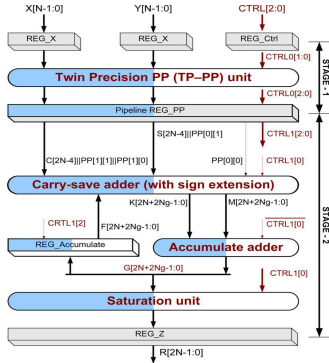 X[N-1:0] Y[N-1:0] CTRL[2:0]
REG_X REG_X REG_Ctrl
CTRL0[1:0]
Twin Precision PP (TP–PP) unit
CTRL0[2:0]
Pipeline REG_PP
STAGE - 1
S[2N-4]||PP[0][1] CTRL1[2:0]
C[2N-4]||PP[1][1]||PP[1][0] PP[0][0] CTRL1[0]
Carry-save adder (with sign extension)
K[2N+2Ng-1:0] M[2N+2Ng-1:0]
CRTL1[2] CTRL1[0]
F[2N+2Ng-1:0]
REG_Accumulate Accumulate adder
G[2N+2Ng-1:0] CTRL1[0]
Saturation unit
STAGE - 2
REG_Z
R[2N-1:0]